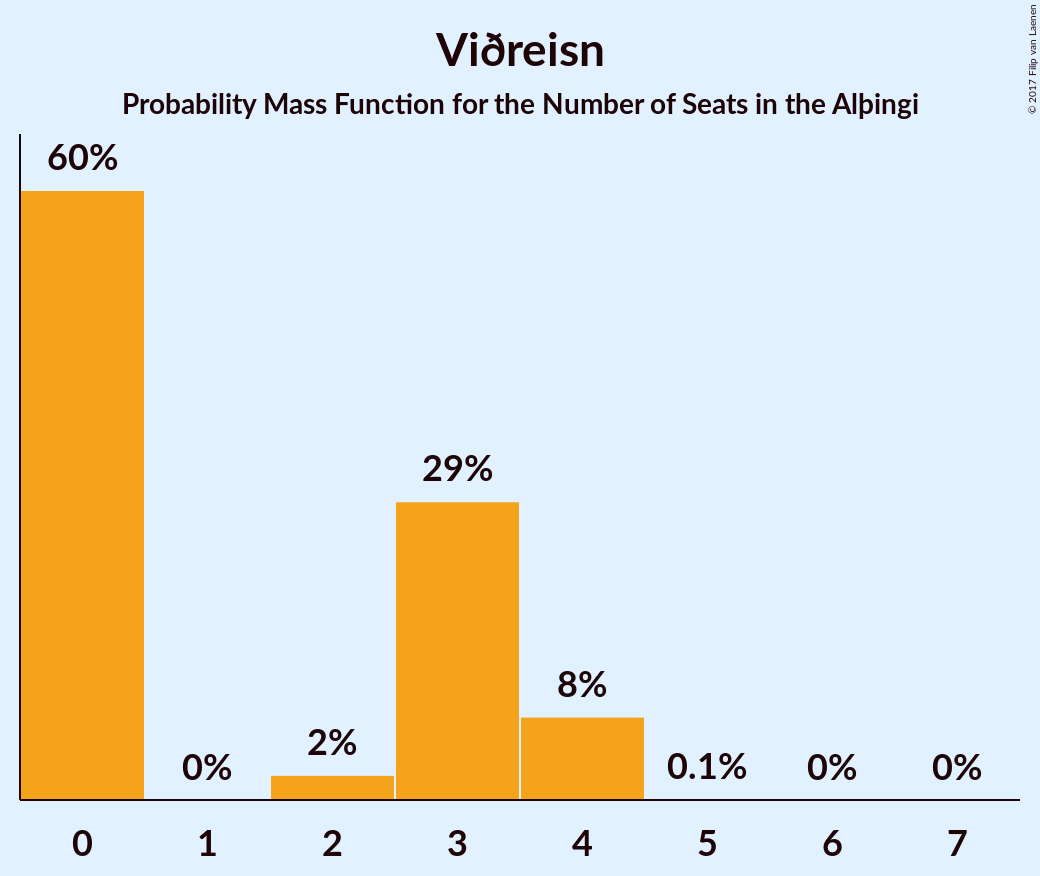 Viðreisn
Probability Mass Function for the Number of Seats in the Alþingi
© 2017 Filip van Laenen
60%
29%
8%
2%
0%
0.1%
0%
0%
0 1 2 3 4 5 6 7